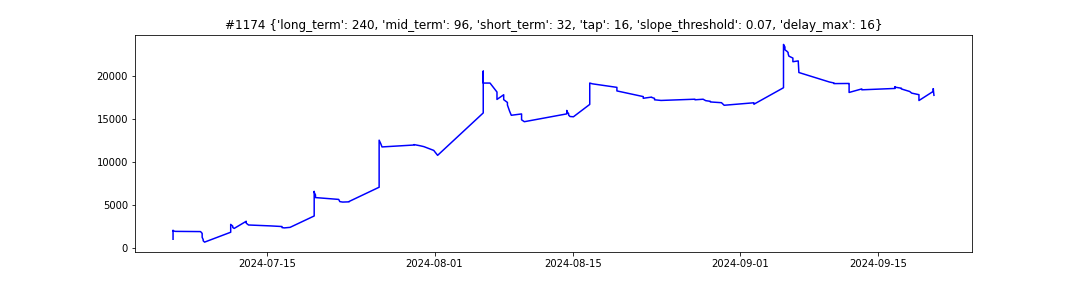 #1174 {'long_term': 240, 'mid_term': 96, 'short_term': 32, 'tap': 16, 'slope_threshold': 0.07, 'delay_max': 16}
20000
15000
10000
5000
0
2024-07-15 2024-08-01 2024-08-15 2024-09-01 2024-09-15